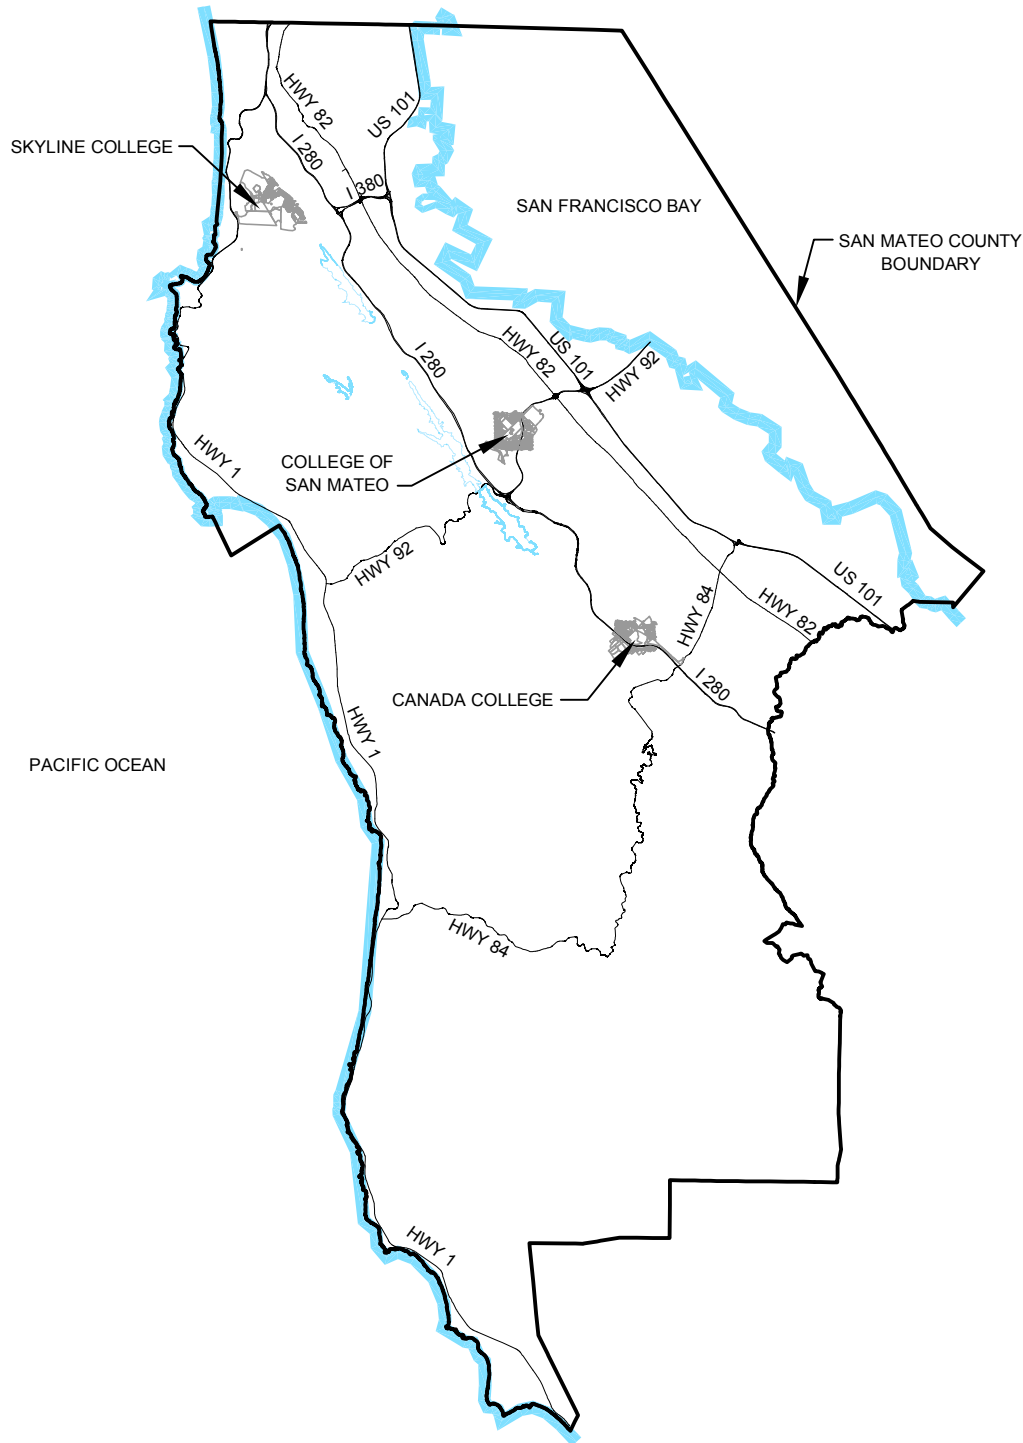 HWY 82
US 101
SKYLINE COLLEGE
I 280
I 380
SAN FRANCISCO BAY
SAN MATEO COUNTY
BOUNDARY
I 280
HWY 82
US 101
HWY 92
HWY 1
COLLEGE OF
SAN MATEO
HWY 92
US 101
HWY 84
HWY 82
CANADA COLLEGE
I 280
HWY 1
PACIFIC OCEAN
HWY 84
HWY 1